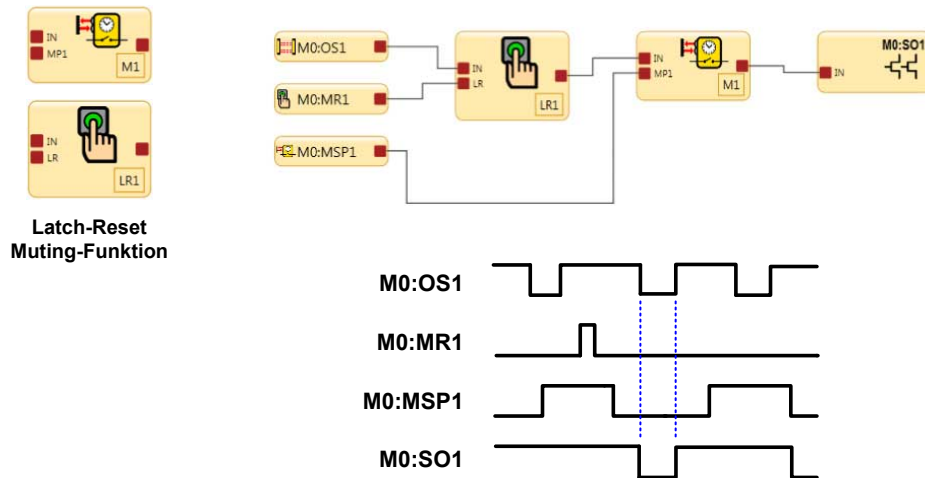 IN
MP1
M1
IN
LR
LR1
Latch-Reset
Muting-Funktion
M0:OS1
M0:MR1
M0:MSP1
IN
LR
LR1
IN
MP1
M1
M0:SO1
IN
M0:OS1
M0:MR1
M0:MSP1
M0:SO1